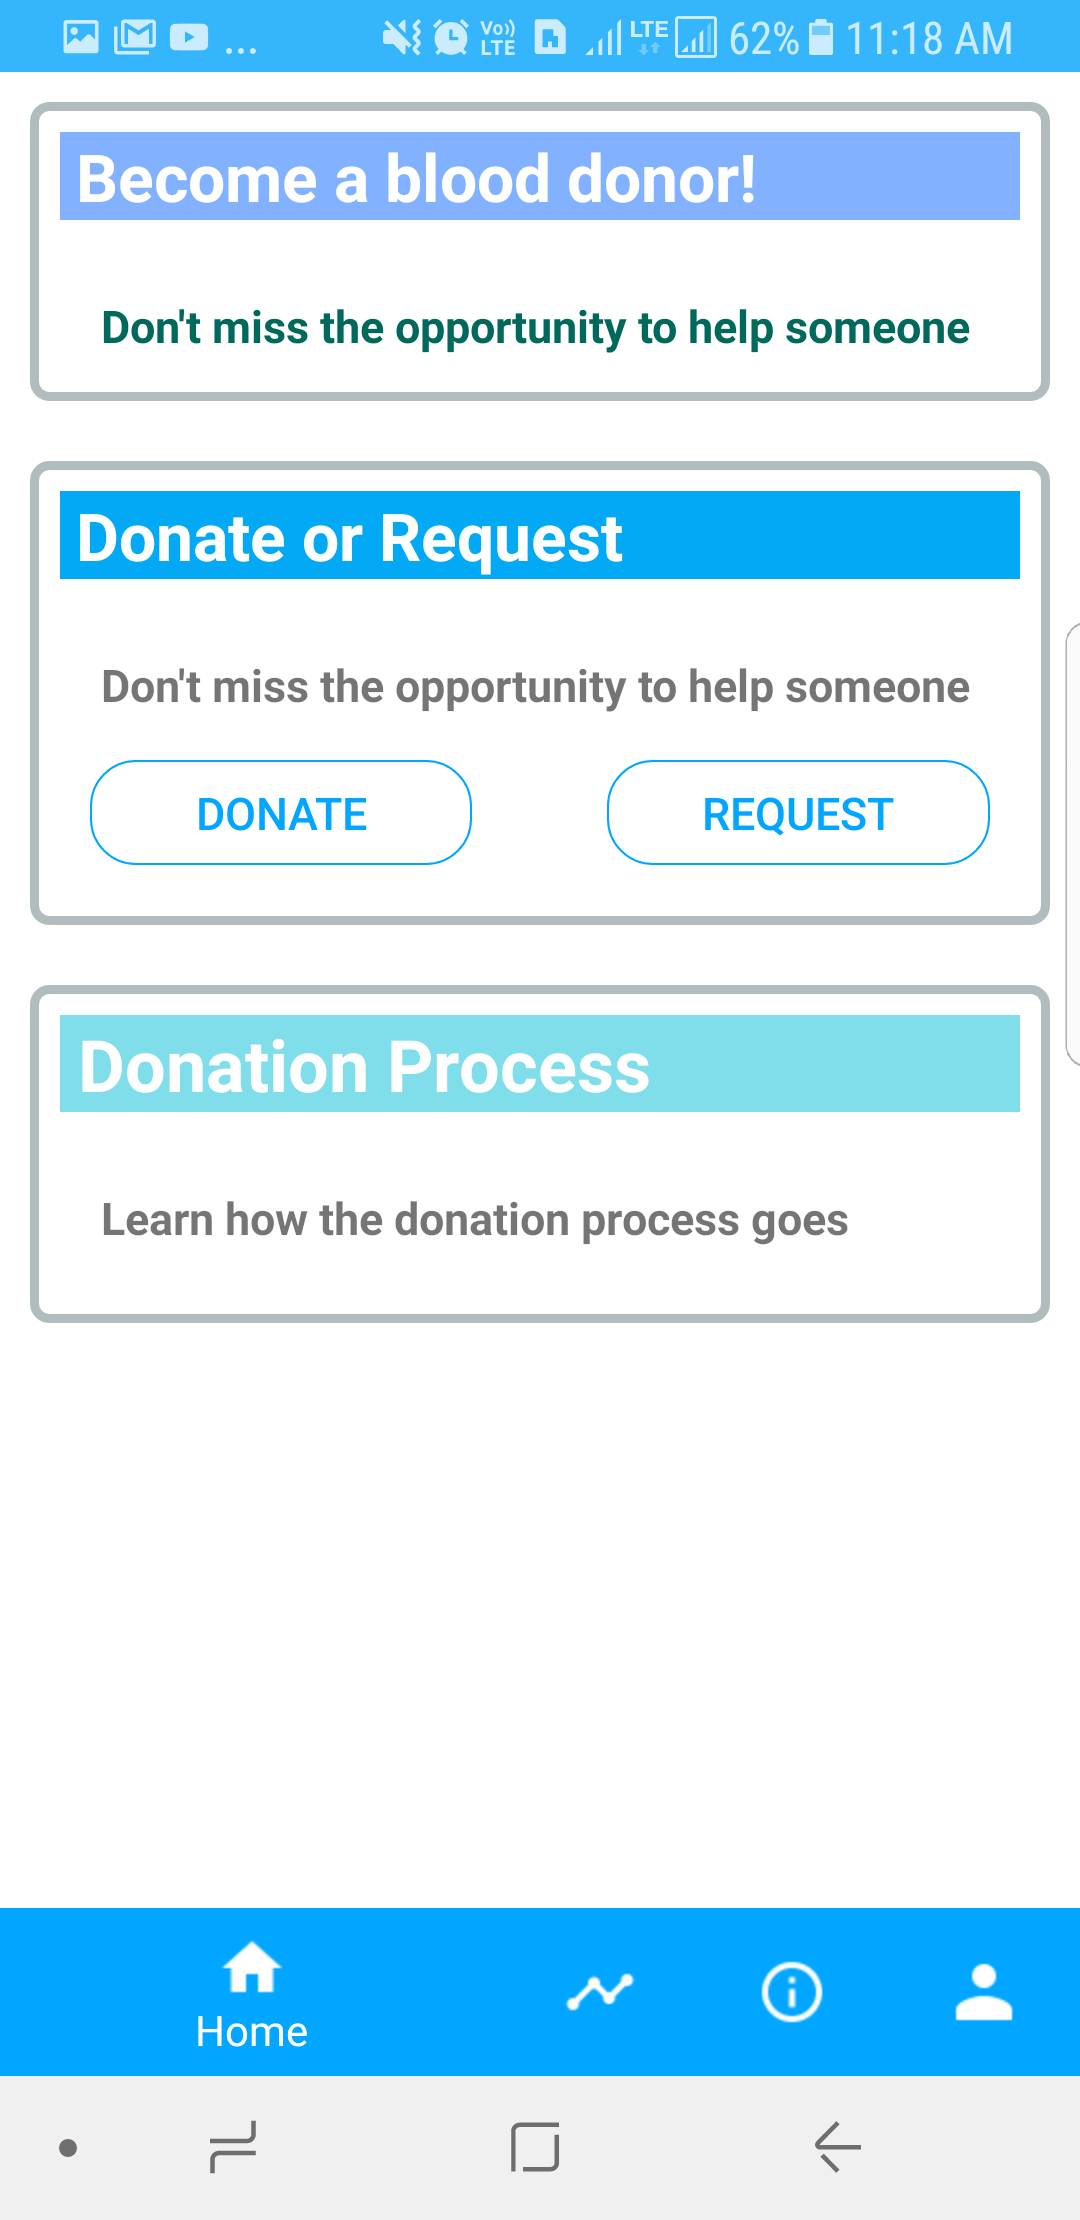 ... Vo)) LTE LTE 62% 11:18 AM
Become a blood donor!
Don't miss the opportunity to help someone
Donate or Request
Don't miss the opportunity to help someone
DONATE REQUEST
Donation Process
Learn how the donation process goes
Home